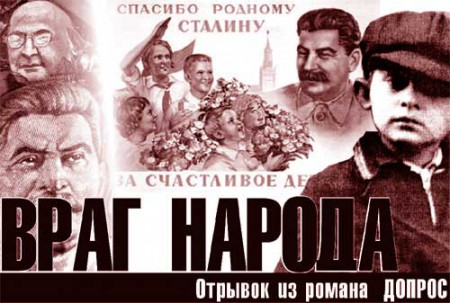 СПАСИБО РОДНОМУ
СТАЛИНУ
ЗА СЧАСТЛИВОЕ ДЕ
ВРАГ НАРОДА
Отрывок из романа ДОПРОС